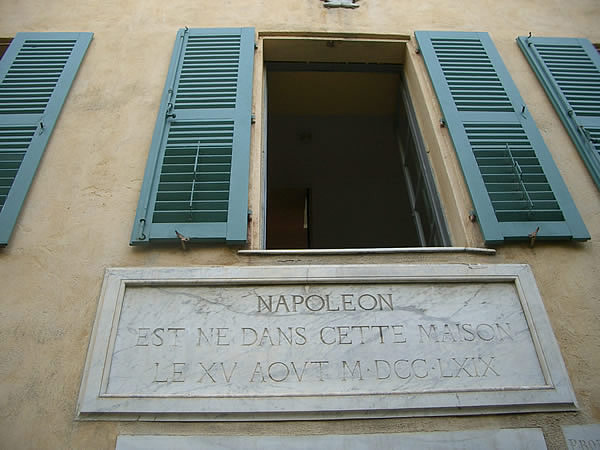 NAPOLEON
EST NE DANS CETTE MAISON
LE XV AOVT M·DCC·LXIX